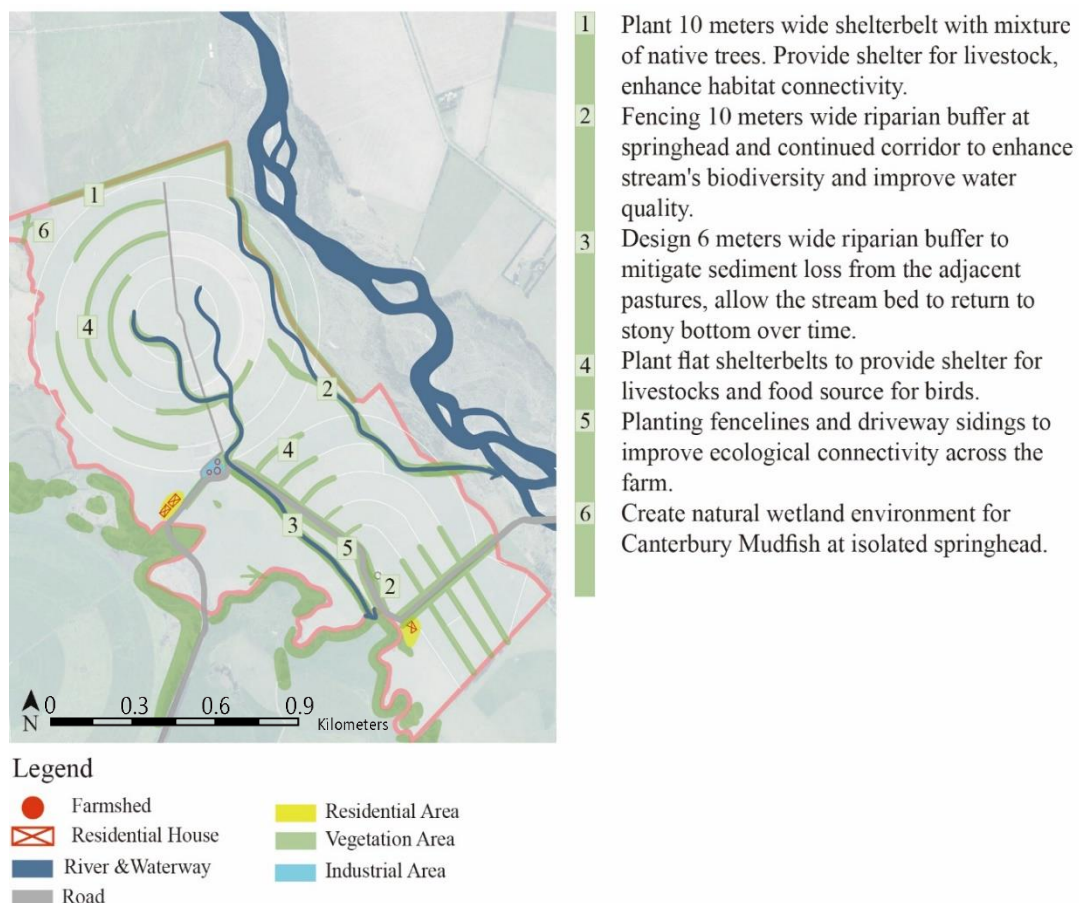 1
6
4
2
4
3
5
2
N
0 0.3 0.6 0.9
Kilometers
1 Plant 10 meters wide shelterbelt with mixture
of native trees. Provide shelter for livestock,
enhance habitat connectivity.
2 Fencing 10 meters wide riparian buffer at
springhead and continued corridor to enhance
stream's biodiversity and improve water
quality.
3 Design 6 meters wide riparian buffer to
mitigate sediment loss from the adjacent
pastures, allow the stream bed to return to
stony bottom over time.
4 Plant flat shelterbelts to provide shelter for
livestocks and food source for birds.
5 Planting fencelines and driveway sidings to
improve ecological connectivity across the
farm.
6 Create natural wetland environment for
Canterbury Mudfish at isolated springhead.
Legend
Farmshed
Residential House
River &Waterway
Road
Residential Area
Vegetation Area
Industrial Area